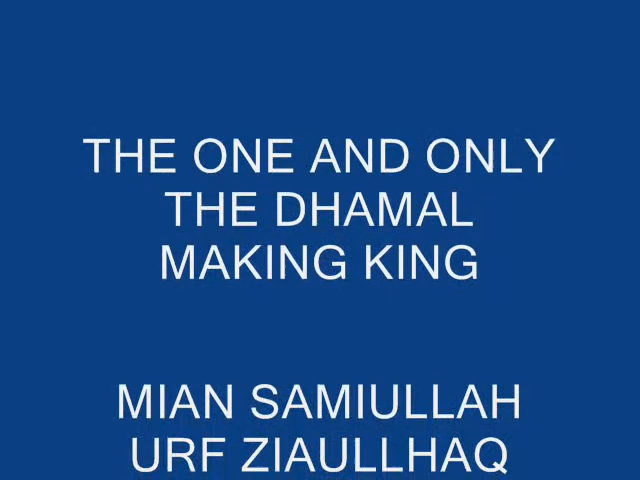 THE ONE AND ONLY
THE DHAMAL
MAKING KING
MIAN SAMIULLAH
URF ZIAULLHAQ